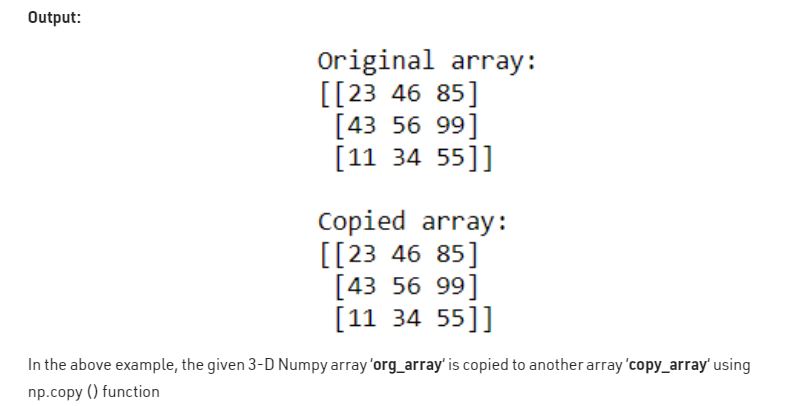 Output:
Original array:
[[23 46 85]
[43 56 99]
[11 34 55]]
Copied array:
[[23 46 85]
[43 56 99]
[11 34 55]]
In the above example, the given 3-D Numpy array 'org_array' is copied to another array 'copy_array' using
np.copy () function